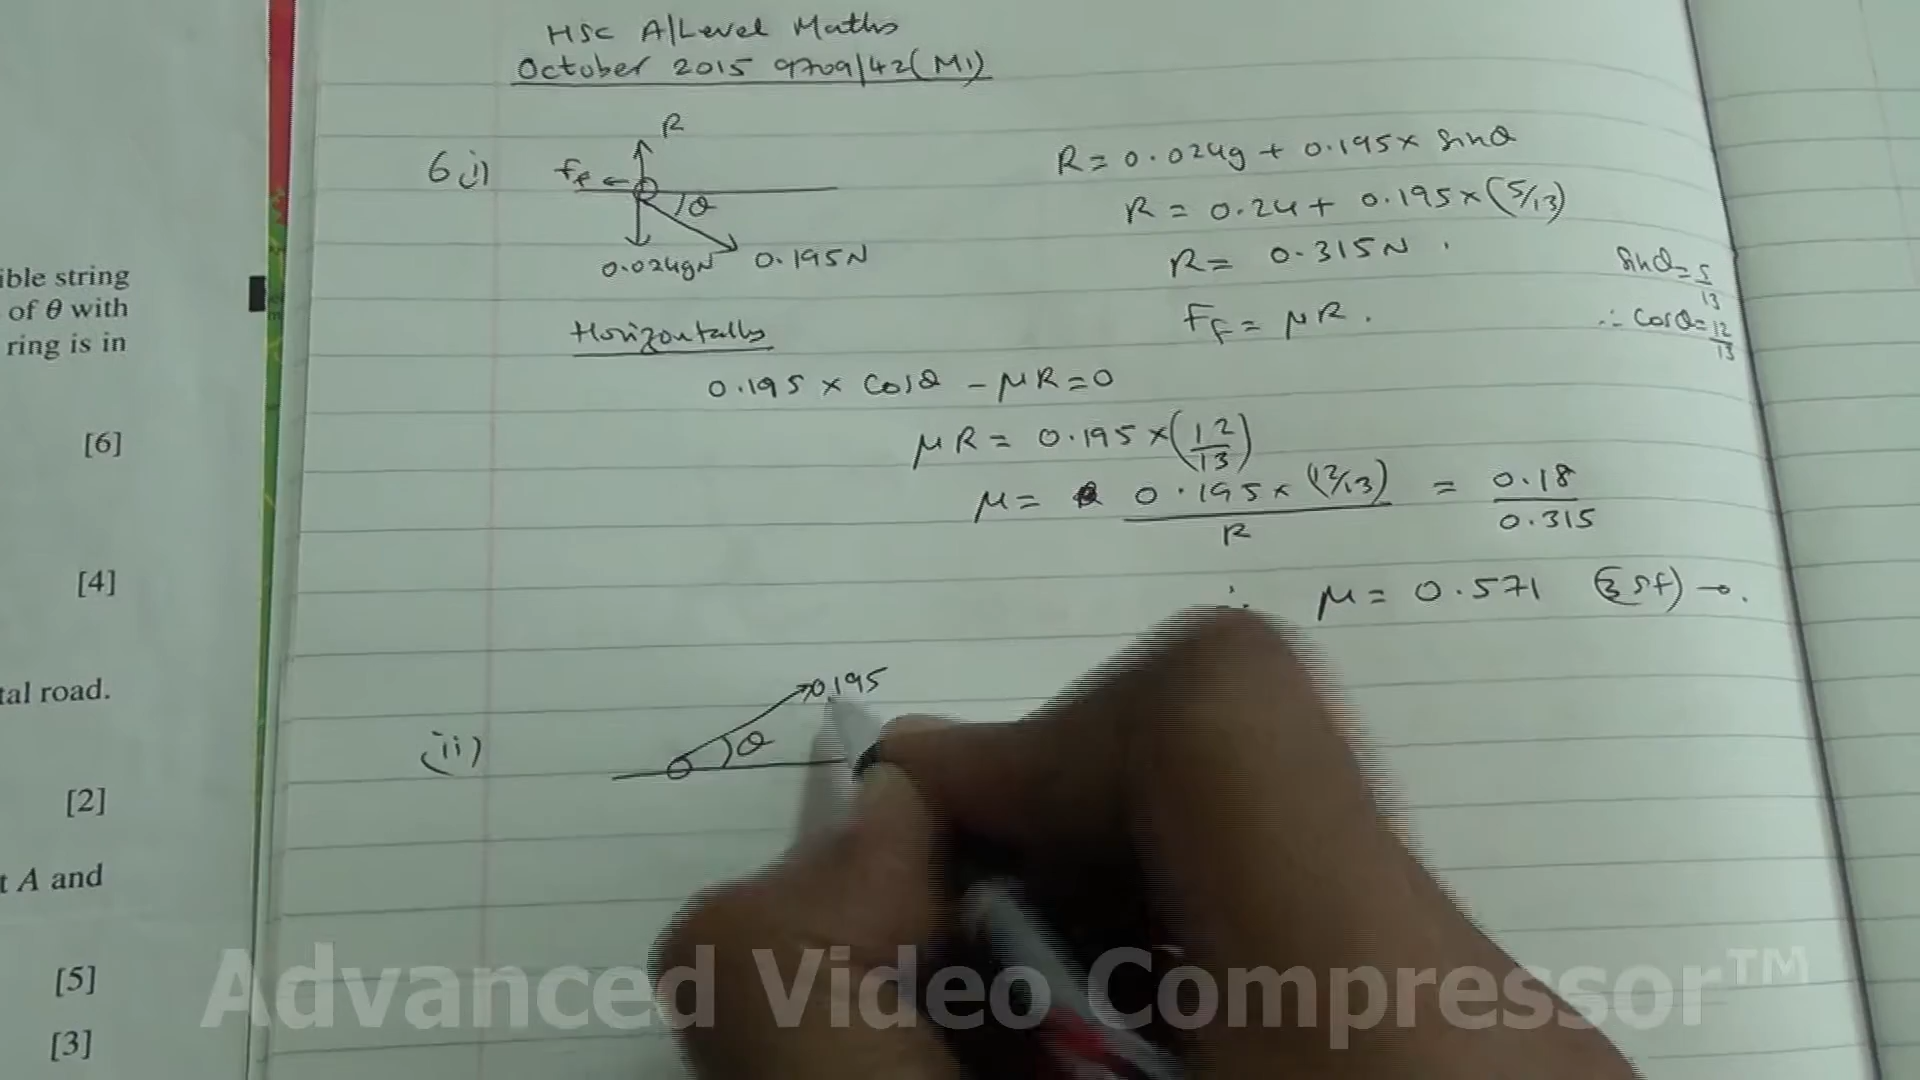 HSC A/Level Maths
October 2015 9709/42(M1)
6(i)
R
Ff
θ
0.024gN
0.195N
R = 0.024g + 0.195 x sinθ
R = 0.24 + 0.195 x (5/13)
R = 0.315N .
sinθ = 5/13
∴ cosθ = 12/13
FF = μR .
Horizontally
0.195 x cosθ - μR = 0
μR = 0.195 x (12/13)
μ = 0.195 x (12/13) / R = 0.18 / 0.315
∴ μ = 0.571 (3sf) →.
(ii)
θ
0.195
ible string
of θ with
ring is in
[6]
[4]
tal road.
[2]
t A and
[5]
[3]
Advanced Video Compressor™